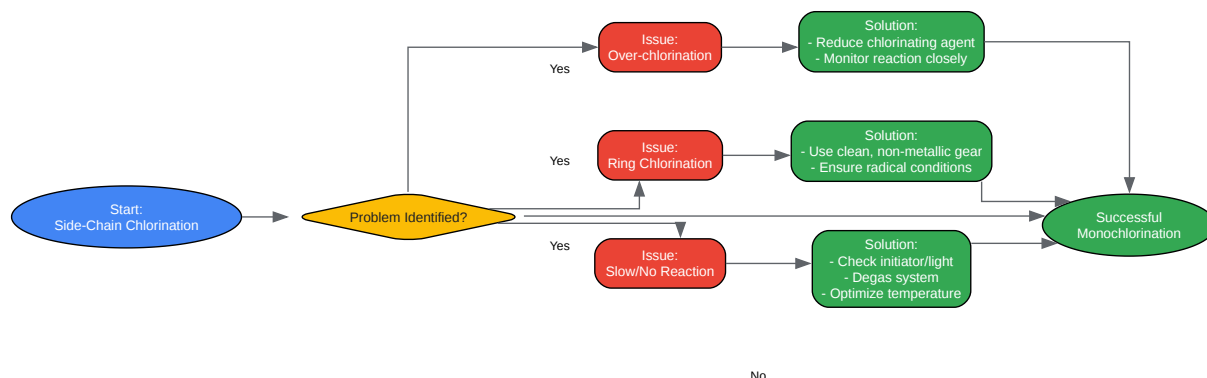 Start:
Side-Chain Chlorination
Problem Identified?
Yes
Issue:
Over-chlorination
Solution:
- Reduce chlorinating agent
- Monitor reaction closely
Yes
Issue:
Ring Chlorination
Solution:
- Use clean, non-metallic gear
- Ensure radical conditions
Yes
Issue:
Slow/No Reaction
Solution:
- Check initiator/light
- Degas system
- Optimize temperature
Successful
Monochlorination
No